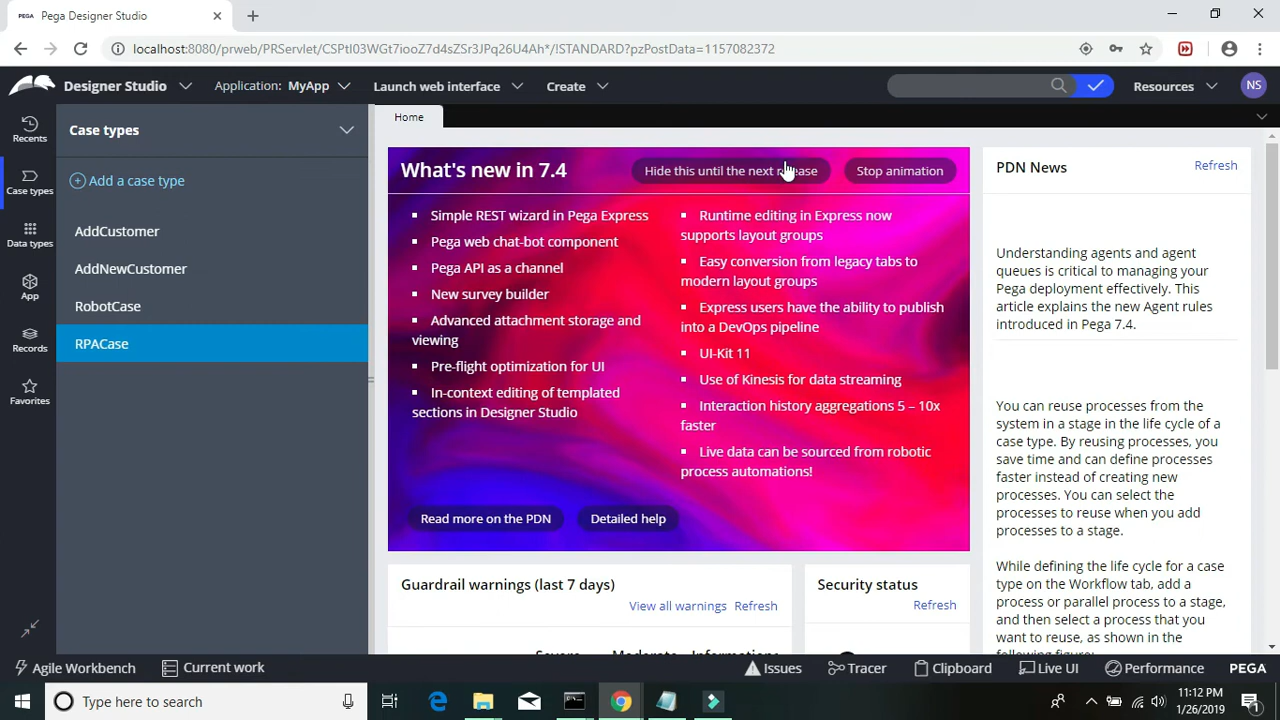 PEGA Pega Designer Studio
localhost:8080/prweb/PRServlet/CSPtI03WGt7iooZ7d4sZSr3JPq26U4Ah*/!STANDARD?pzPostData=1157082372
Designer Studio Application: MyApp Launch web interface Create Resources NS
Recents
Case types
Data types
App
Records
Favorites
Case types
Add a case type
AddCustomer
AddNewCustomer
RobotCase
RPACase
Home
What's new in 7.4 Hide this until the next release Stop animation
Simple REST wizard in Pega Express
Pega web chat-bot component
Pega API as a channel
New survey builder
Advanced attachment storage and
viewing
Pre-flight optimization for UI
In-context editing of templated
sections in Designer Studio
Runtime editing in Express now
supports layout groups
Easy conversion from legacy tabs to
modern layout groups
Express users have the ability to publish
into a DevOps pipeline
UI-Kit 11
Use of Kinesis for data streaming
Interaction history aggregations 5 – 10x
faster
Live data can be sourced from robotic
process automations!
Read more on the PDN Detailed help
Guardrail warnings (last 7 days)
View all warnings Refresh
Severe Moderate Informational
Security status
Refresh
PDN News Refresh
Understanding agents and agent
queues is critical to managing your
Pega deployment effectively. This
article explains the new Agent rules
introduced in Pega 7.4.
You can reuse processes from the
system in a stage in the life cycle of a
case type. By reusing processes, you
save time and can define processes
faster instead of creating new
processes. You can select the
processes to reuse when you add
processes to a stage.
While defining the life cycle for a case
type on the Workflow tab, add a
process or parallel process to a stage,
and then select a process that you
want to reuse, as shown in the
following figure:
Agile Workbench Current work Issues Tracer Clipboard Live UI Performance PEGA
Type here to search
11:12 PM
1/26/2019
1